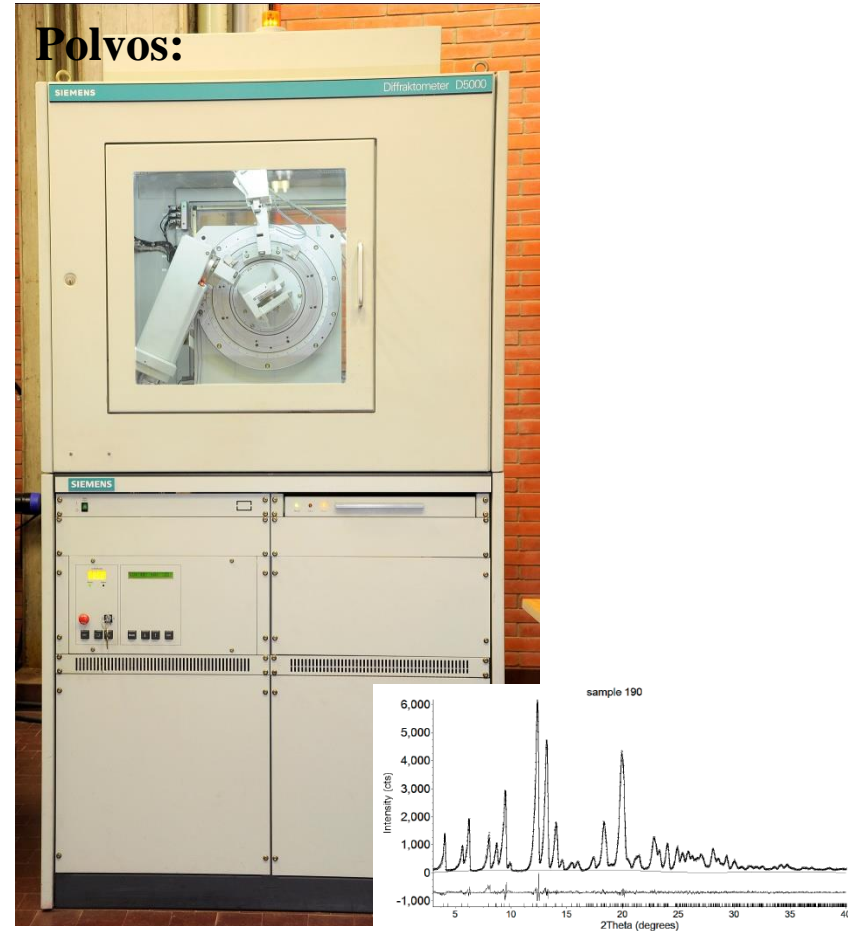 Polvos:
SIEMENS
Diffraktometer D5000
SIEMENS
sample 190
6,000
5,000
4,000
3,000
2,000
1,000
0
-1,000
Intensity (cts)
5 10 15 20 25 30 35 40
2Theta (degrees)